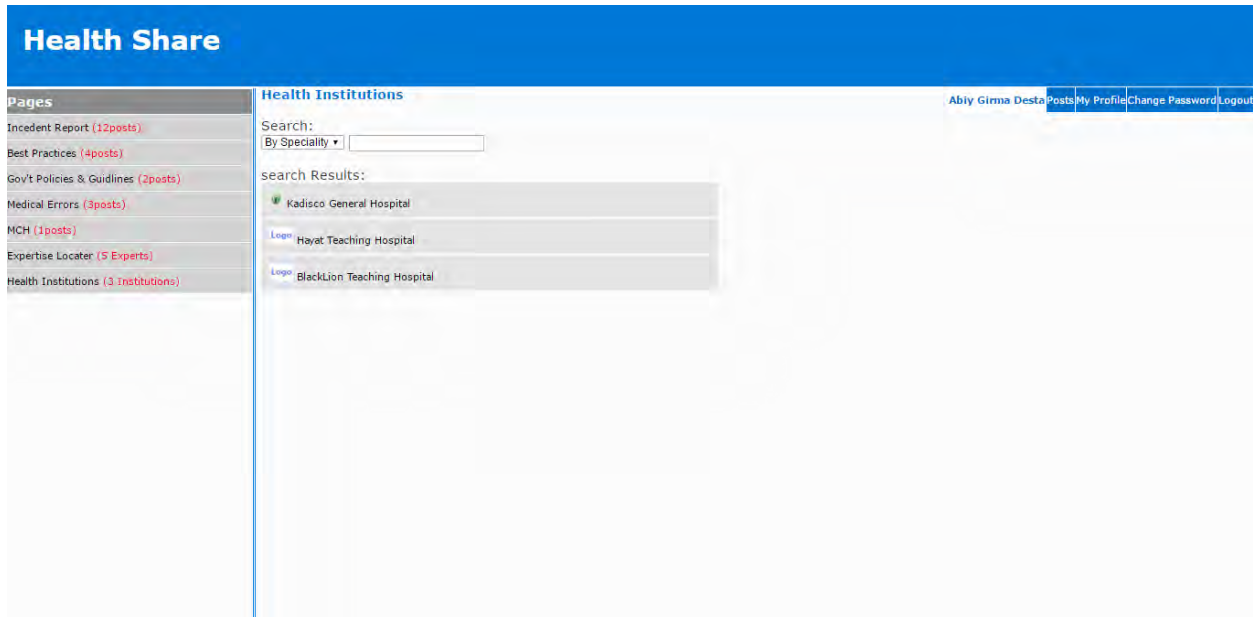 Health Share
Pages
Incedent Report (12posts)
Best Practices (4posts)
Gov't Policies & Guidlines (2posts)
Medical Errors (3posts)
MCH (1posts)
Expertise Locater (5 Experts)
Health Institutions (3 Institutions)
Health Institutions
Abiy Girma Desta Posts My Profile Change Password Logout
Search:
By Speciality
search Results:
Kadisco General Hospital
Logo Hayat Teaching Hospital
Logo BlackLion Teaching Hospital